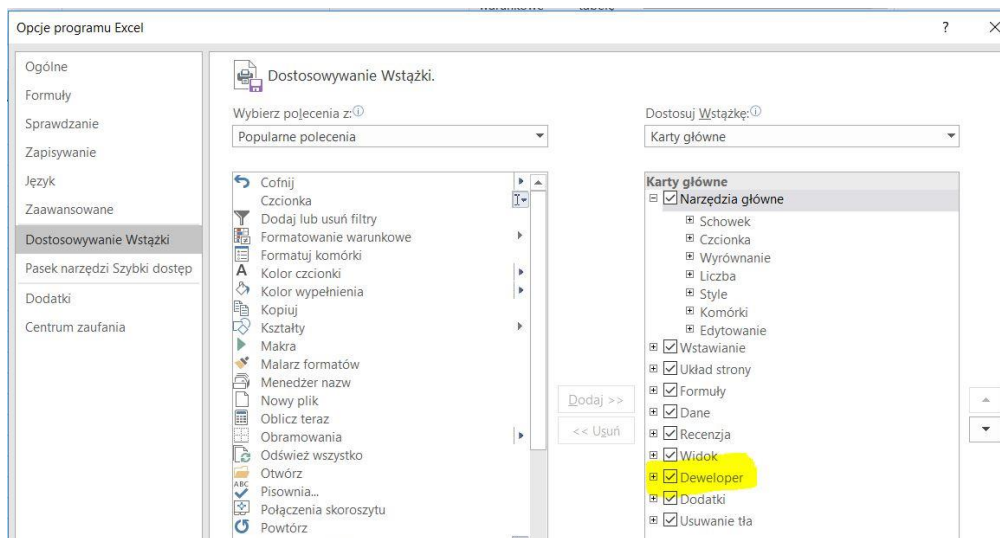 Opcje programu Excel
?
Ogólne
Formuły
Sprawdzanie
Zapisywanie
Język
Zaawansowane
Dostosowywanie Wstążki
Pasek narzędzi Szybki dostęp
Dodatki
Centrum zaufania
Dostosowywanie Wstążki.
Wybierz polecenia z:
Popularne polecenia
Cofnij
Czcionka
Dodaj lub usuń filtry
Formatowanie warunkowe
Formatuj komórki
Kolor czcionki
Kolor wypełnienia
Kopiuj
Kształty
Makra
Malarz formatów
Menedżer nazw
Nowy plik
Oblicz teraz
Obramowania
Odśwież wszystko
Otwórz
Pisownia...
Połączenia skoroszytu
Powtórz
Dodaj >>
<< Usuń
Dostosuj Wstążkę:
Karty główne
Karty główne
Narzędzia główne
Schowek
Czcionka
Wyrównanie
Liczba
Style
Komórki
Edytowanie
Wstawianie
Układ strony
Formuły
Dane
Recenzja
Widok
Deweloper
Dodatki
Usuwanie tła